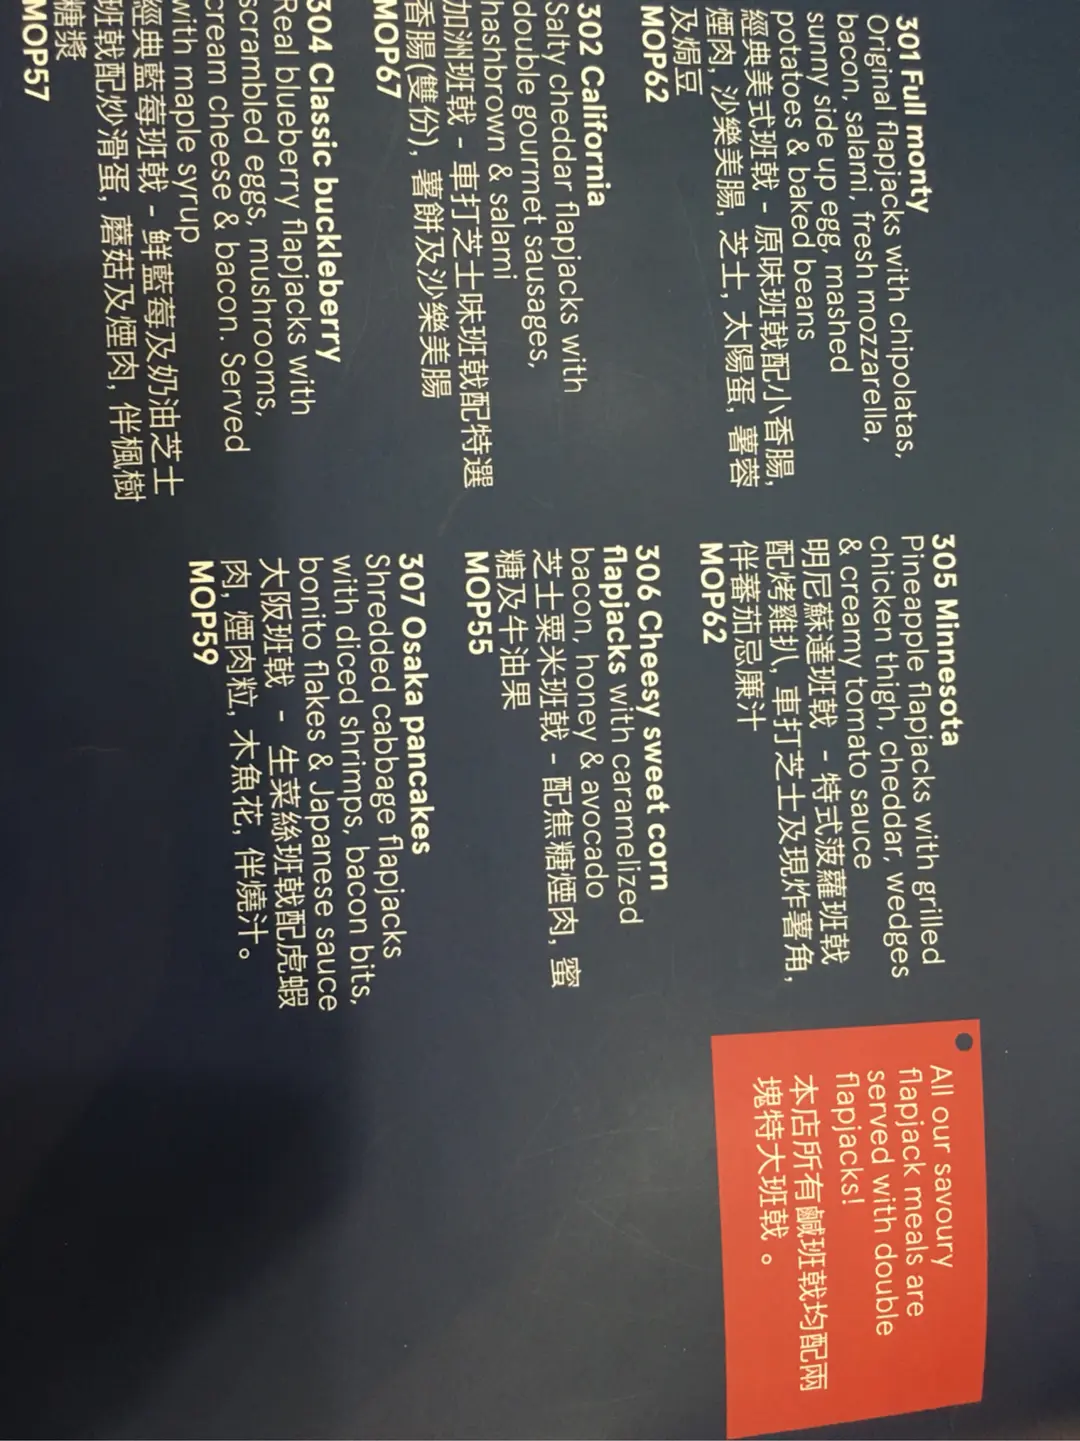 301 Full monty
Original flapjacks with chipolatas,
bacon, salami, fresh mozzarella,
sunny side up egg, mashed
potatoes & baked beans
經典美式班戟 - 原味班戟配小香腸,
煙肉, 沙樂美腸, 芝士, 太陽蛋, 薯蓉
及焗豆
MOP62
302 California
Salty cheddar flapjacks with
double gourmet sausages,
hashbrown & salami
加洲班戟 - 車打芝士味班戟配特選
香腸(雙份), 薯餅及沙樂美腸
MOP67
304 Classic buckleberry
Real blueberry flapjacks with
scrambled eggs, mushrooms,
cream cheese & bacon. Served
with maple syrup
經典藍莓班戟 - 鮮藍莓及奶油芝士
班戟配炒滑蛋, 蘑菇及煙肉, 伴楓樹
糖漿
MOP57
305 Minnesota
Pineapple flapjacks with grilled
chicken thigh, cheddar, wedges
& creamy tomato sauce
明尼蘇達班戟 - 特式菠蘿班戟
配烤雞扒, 車打芝士及現炸薯角,
伴蕃茄忌廉汁
MOP62
306 Cheesy sweet corn
flapjacks with caramelized
bacon, honey & avocado
芝士粟米班戟 - 配焦糖煙肉, 蜜
糖及牛油果
MOP55
307 Osaka pancakes
Shredded cabbage flapjacks
with diced shrimps, bacon bits,
bonito flakes & Japanese sauce
大阪班戟 - 生菜絲班戟配虎蝦
肉, 煙肉粒, 木魚花, 伴燒汁。
MOP59
All our savoury
flapjack meals are
served with double
flapjacks!
本店所有鹹班戟均配兩
塊特大班戟。